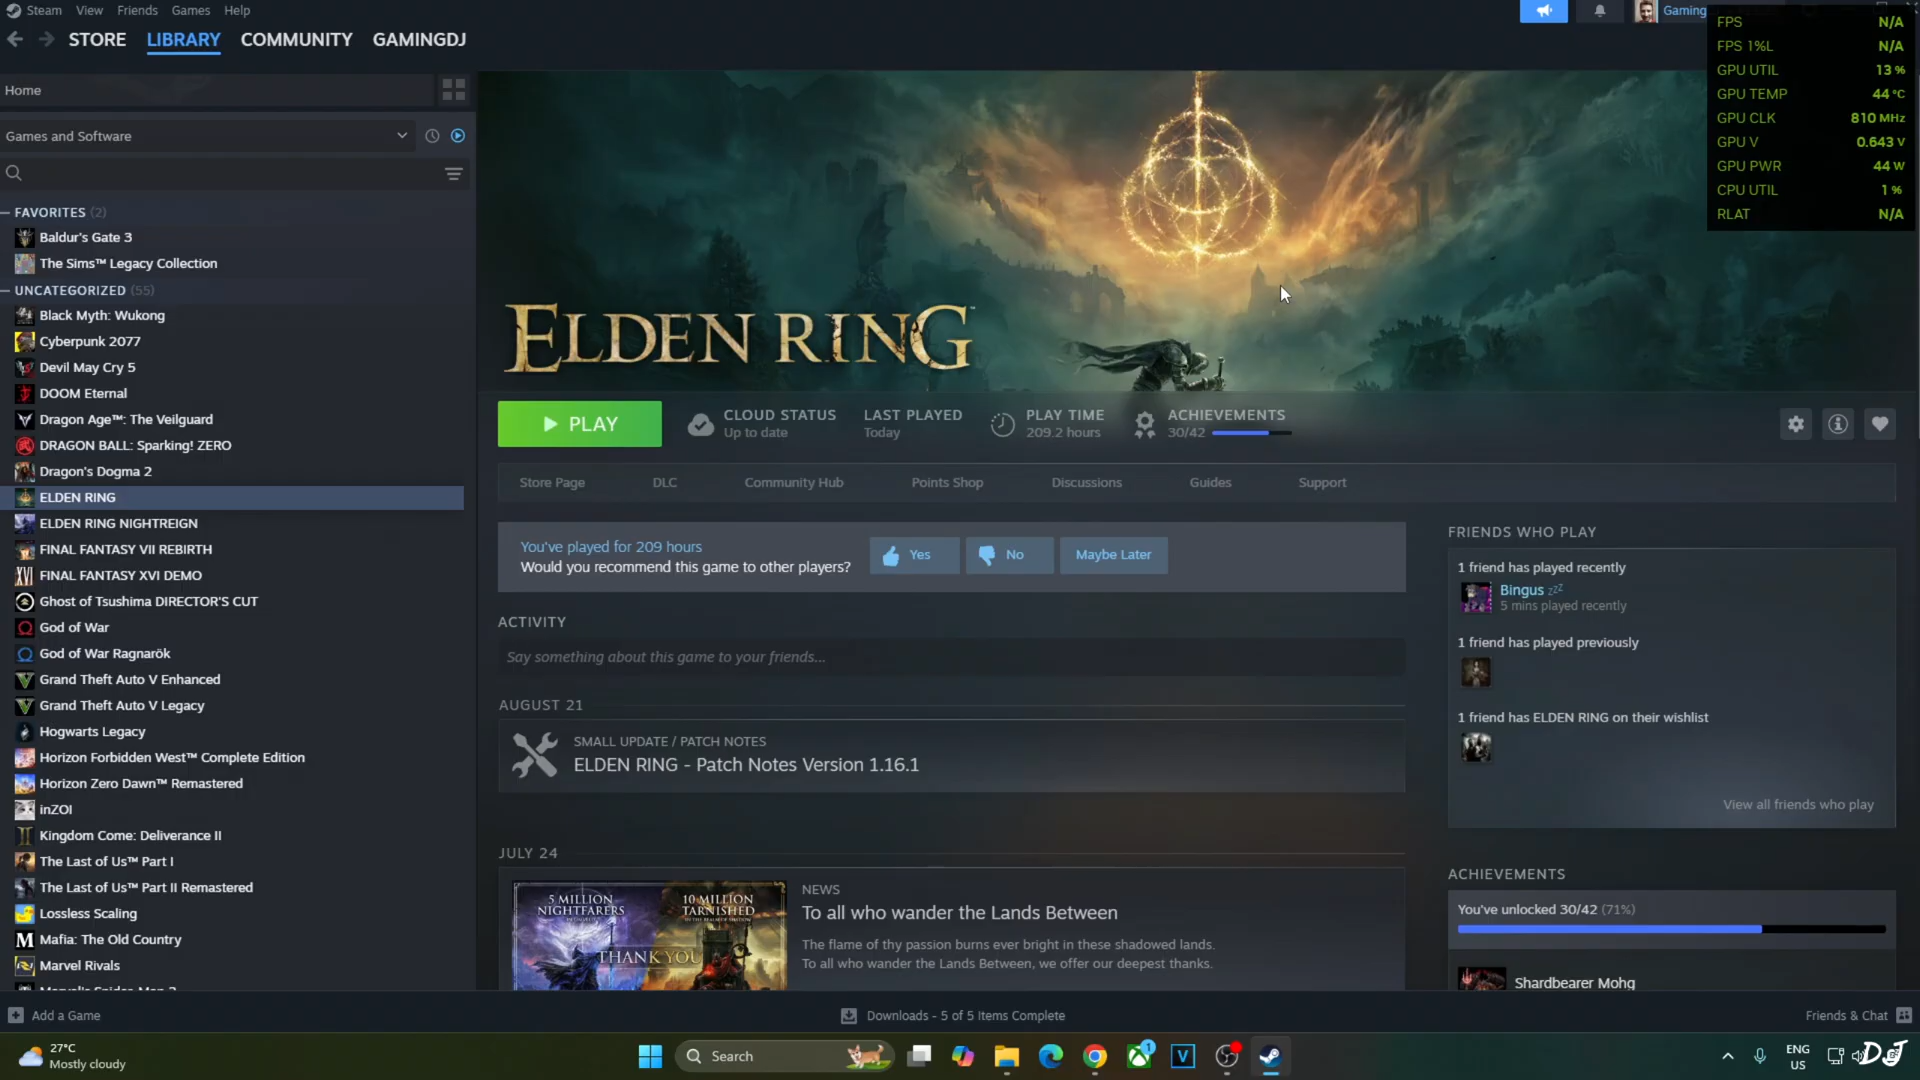 Steam View Friends Games Help
Gaming
STORE LIBRARY COMMUNITY GAMINGDJ
FPS N/A
FPS 1%L N/A
GPU UTIL 13 %
GPU TEMP 44 °C
GPU CLK 810 MHz
GPU V 0.643 V
GPU PWR 44 W
CPU UTIL 1 %
RLAT N/A
Home
Games and Software
FAVORITES (2)
Baldur's Gate 3
The Sims™ Legacy Collection
UNCATEGORIZED (55)
Black Myth: Wukong
Cyberpunk 2077
Devil May Cry 5
DOOM Eternal
Dragon Age™: The Veilguard
DRAGON BALL: Sparking! ZERO
Dragon's Dogma 2
ELDEN RING
ELDEN RING NIGHTREIGN
FINAL FANTASY VII REBIRTH
FINAL FANTASY XVI DEMO
Ghost of Tsushima DIRECTOR'S CUT
God of War
God of War Ragnarök
Grand Theft Auto V Enhanced
Grand Theft Auto V Legacy
Hogwarts Legacy
Horizon Forbidden West™ Complete Edition
Horizon Zero Dawn™ Remastered
inZOI
Kingdom Come: Deliverance II
The Last of Us™ Part I
The Last of Us™ Part II Remastered
Lossless Scaling
Mafia: The Old Country
Marvel Rivals
ELDEN RING
PLAY
CLOUD STATUS
Up to date
LAST PLAYED
Today
PLAY TIME
209.2 hours
ACHIEVEMENTS
30/42
Store Page DLC Community Hub Points Shop Discussions Guides Support
You've played for 209 hours
Would you recommend this game to other players?
Yes No Maybe Later
ACTIVITY
Say something about this game to your friends...
AUGUST 21
SMALL UPDATE / PATCH NOTES
ELDEN RING - Patch Notes Version 1.16.1
JULY 24
5 MILLION NIGHTFARERS
10 MILLION TARNISHED
THANK YOU
NEWS
To all who wander the Lands Between
The flame of thy passion burns ever bright in these shadowed lands.
To all who wander the Lands Between, we offer our deepest thanks.
FRIENDS WHO PLAY
1 friend has played recently
Bingus zzZ
5 mins played recently
1 friend has played previously
1 friend has ELDEN RING on their wishlist
View all friends who play
ACHIEVEMENTS
You've unlocked 30/42 (71%)
Shardbearer Mohg
Add a Game
Downloads - 5 of 5 Items Complete
Friends & Chat
27°C
Mostly cloudy
Search
1
V
ENG
US
DJ